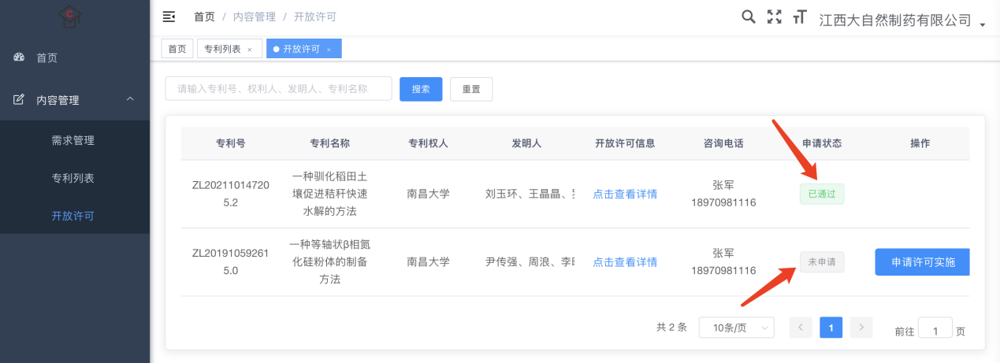 C
首页 / 内容管理 / 开放许可
江西大自然制药有限公司
首页
内容管理
需求管理
专利列表
开放许可
首页 专利列表 × 开放许可 ×
请输入专利号、权利人、发明人、专利名称 搜索 重置
专利号 专利名称 专利权人 发明人 开放许可信息 咨询电话 申请状态 操作
ZL20211014720
5.2
一种驯化稻田土
壤促进秸秆快速
水解的方法
南昌大学
刘玉环、王晶晶、
点击查看详情
张军
18970981116
已通过
ZL20191059261
5.0
一种等轴状β相氮
化硅粉体的制备
方法
南昌大学
尹传强、周浪、
点击查看详情
张军
18970981116
未申请
申请许可实施
共 2 条 10条/页 < 1 > 前往 1 页